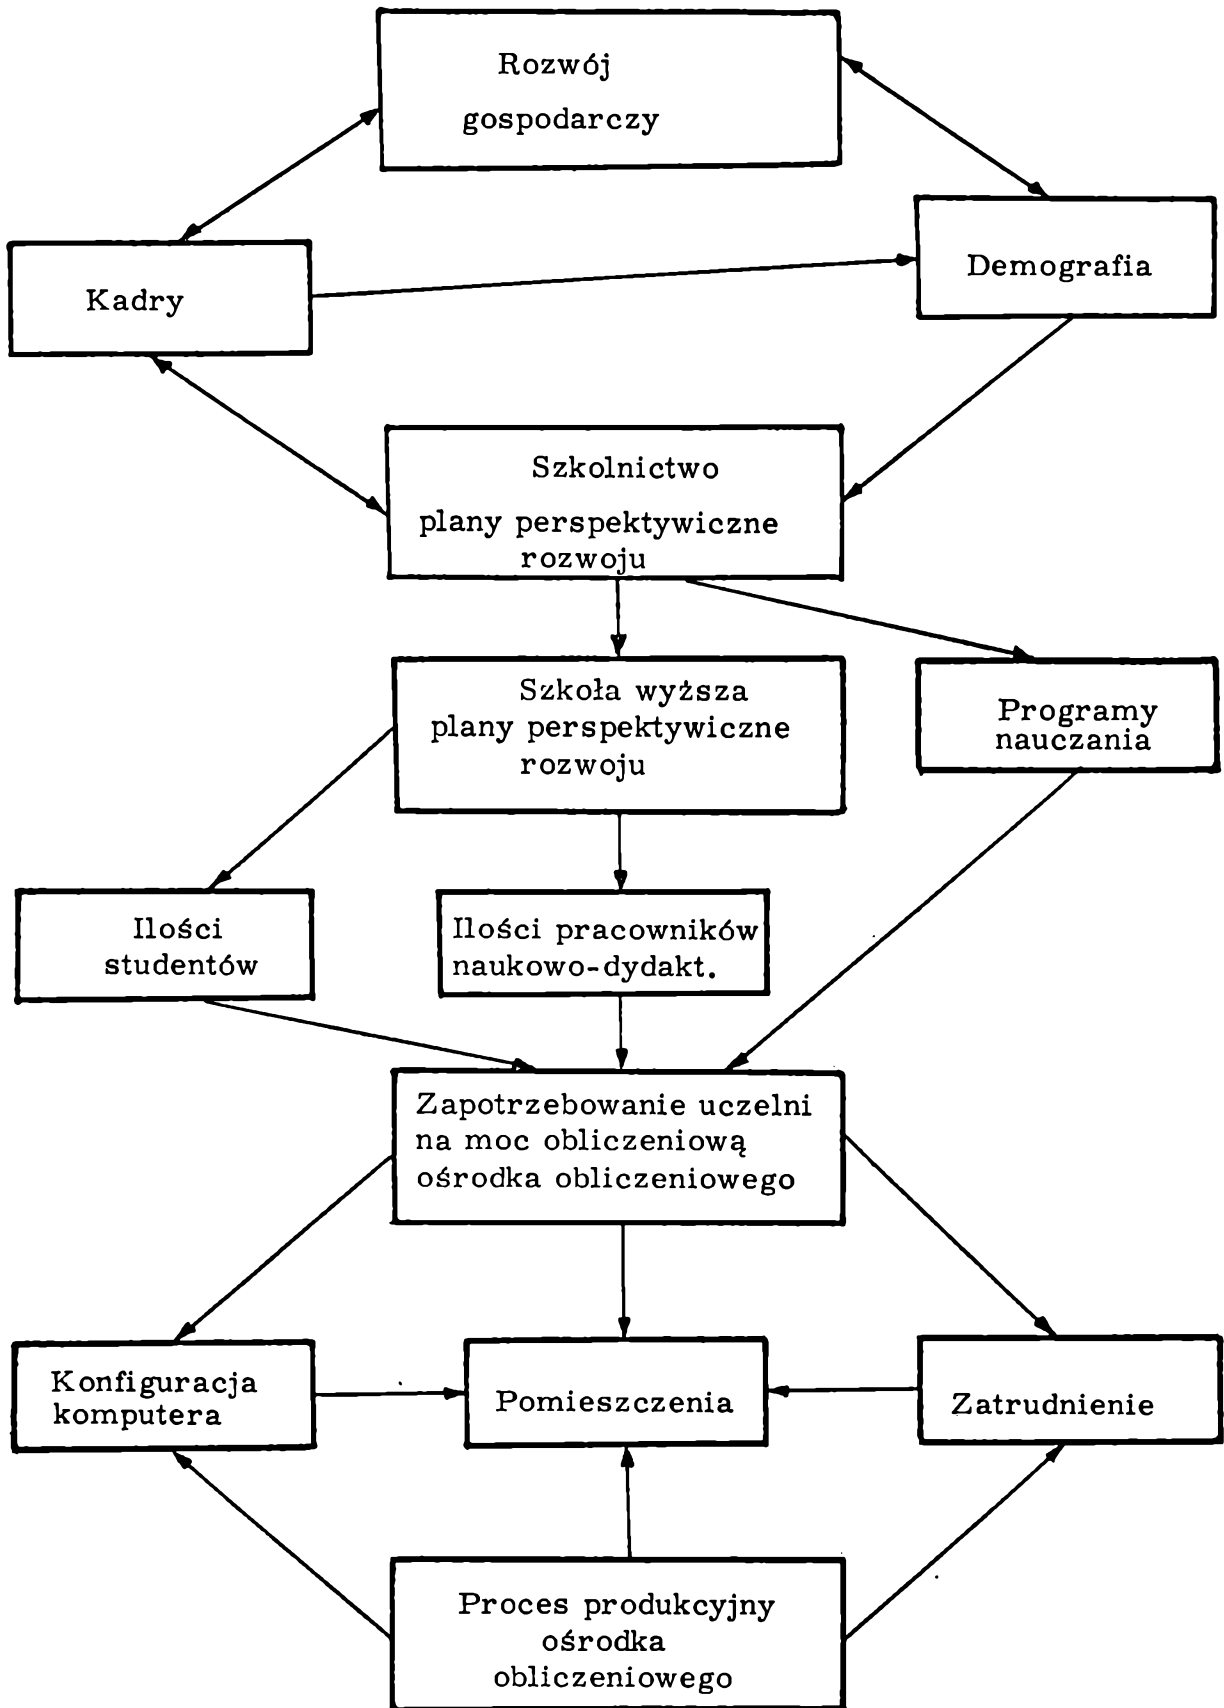 Rozwój
gospodarczy
Demografia
Kadry
Szkolnictwo
plany perspektywiczne
rozwoju
Szkoła wyższa
plany perspektywiczne
rozwoju
Programy
nauczania
Ilości
studentów
Ilości pracowników
naukowo-dydakt.
Zapotrzebowanie uczelni
na moc obliczeniową
ośrodka obliczeniowego
Konfiguracja
komputera
Pomieszczenia
Zatrudnienie
Proces produkcyjny
ośrodka
obliczeniowego